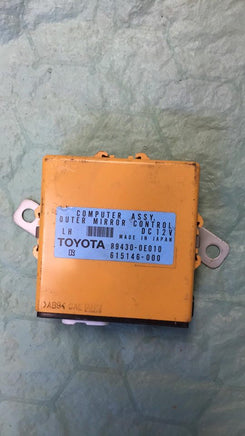 COMPUTER ASSY,
OUTER MIRROR CONTROL
LH DC12V
MADE IN JAPAN
TOYOTA 89430-0E010
615146-000